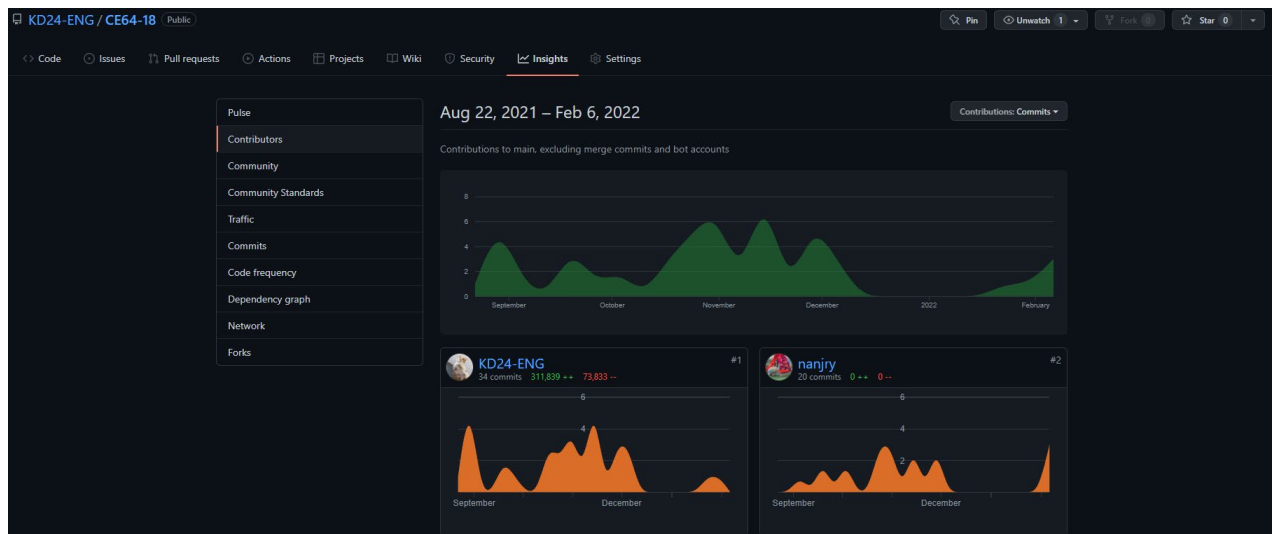 KD24-ENG / CE64-18 Public
Pin
Unwatch 1
Fork 0
Star 0
Code Issues Pull requests Actions Projects Wiki Security Insights Settings
Pulse
Contributors
Community
Community Standards
Traffic
Commits
Code frequency
Dependency graph
Network
Forks
Aug 22, 2021 – Feb 6, 2022
Contributions: Commits
Contributions to main, excluding merge commits and bot accounts
8
6
4
2
0
September October November December 2022 February
KD24-ENG #1
34 commits 311,839 ++ 73,833 --
6
4
September December
nanjry #2
20 commits 0 ++ 0 --
6
4
2
September December